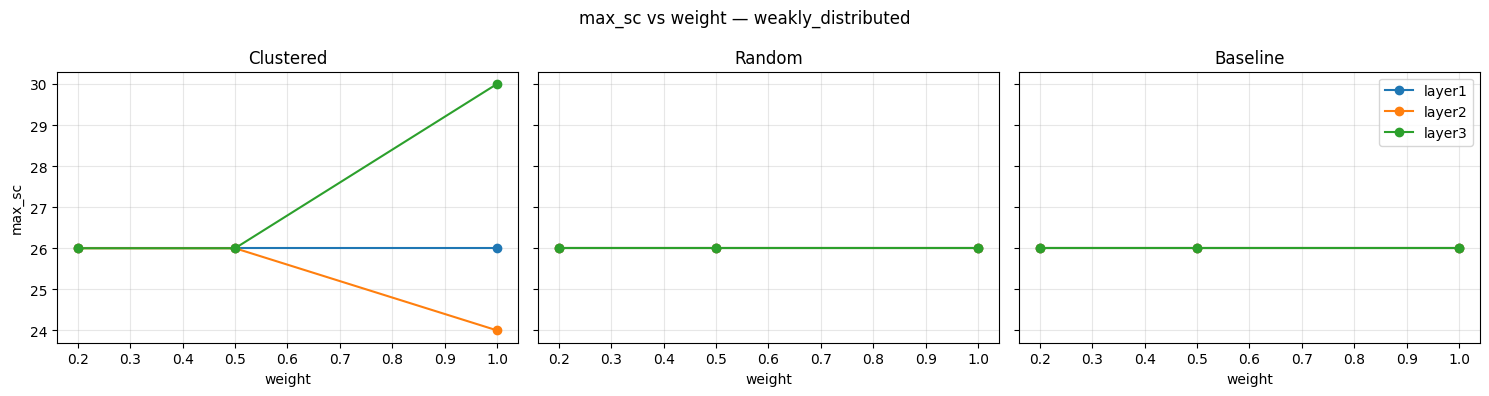 max_sc vs weight — weakly_distributed
Clustered
Random
Baseline
30
29
28
27
26
25
24
max_sc
0.2 0.3 0.4 0.5 0.6 0.7 0.8 0.9 1.0
weight
0.2 0.3 0.4 0.5 0.6 0.7 0.8 0.9 1.0
weight
layer1
layer2
layer3
0.2 0.3 0.4 0.5 0.6 0.7 0.8 0.9 1.0
weight